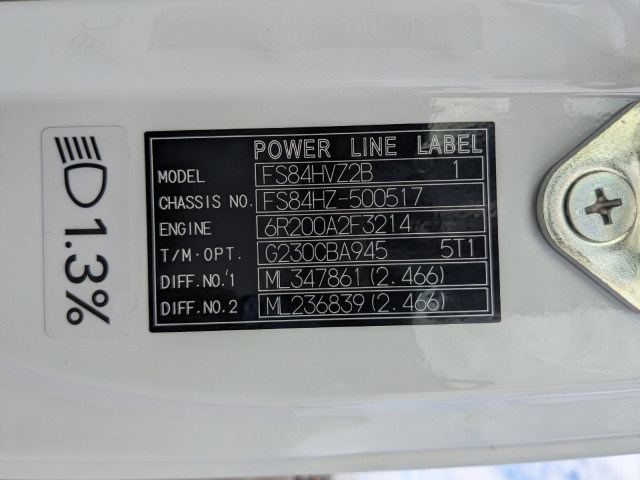 POWER LINE LABEL
MODEL FS84HVZ2B 1
CHASSIS NO. FS84HZ-500517
ENGINE 6R200A2F3214
T/M·OPT. G230CBA945 5T1
DIFF.NO.1 ML347861(2.466)
DIFF.NO.2 ML236839(2.466)
1.3%